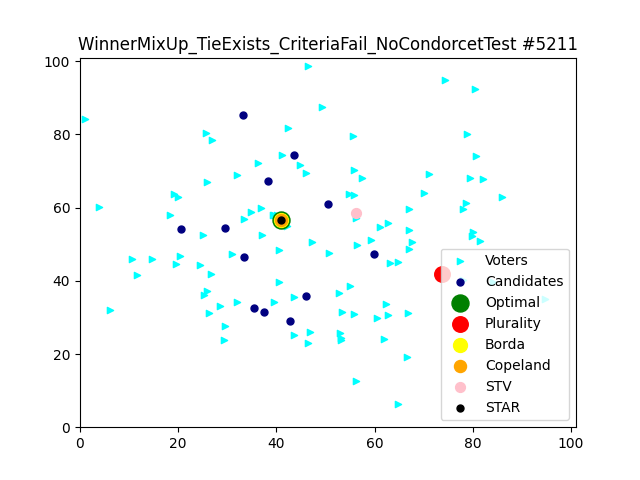 WinnerMixUp_TieExists_CriteriaFail_NoCondorcetTest #5211
100
80
60
40
20
0
0 20 40 60 80 100
Voters
Candidates
Optimal
Plurality
Borda
Copeland
STV
STAR